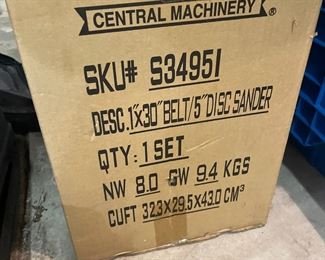 CENTRAL MACHINERY ®
SKU# S34951
DESC. 1"X30" BELT/5" DISC SANDER
QTY: 1 SET
NW 8.0 GW 9.4 KGS
CUFT 32.3X29.5X43.0 CM³